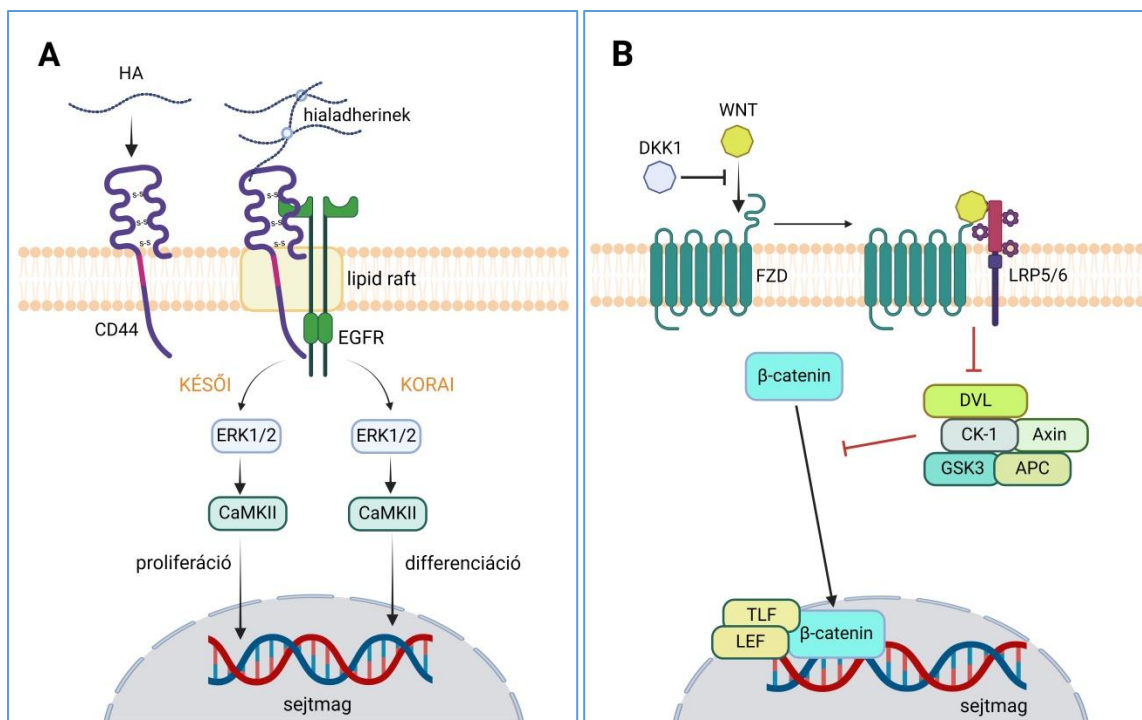 A
HA
hialadherinek
s-s
s-s
s-s
s-s
s-s
s-s
lipid raft
CD44
EGFR
KÉSŐI
KORAI
ERK1/2
ERK1/2
CaMKII
CaMKII
proliferáció
differenciáció
sejtmag
B
WNT
DKK1
FZD
LRP5/6
β-catenin
DVL
CK-1
Axin
GSK3
APC
TLF
LEF
β-catenin
sejtmag